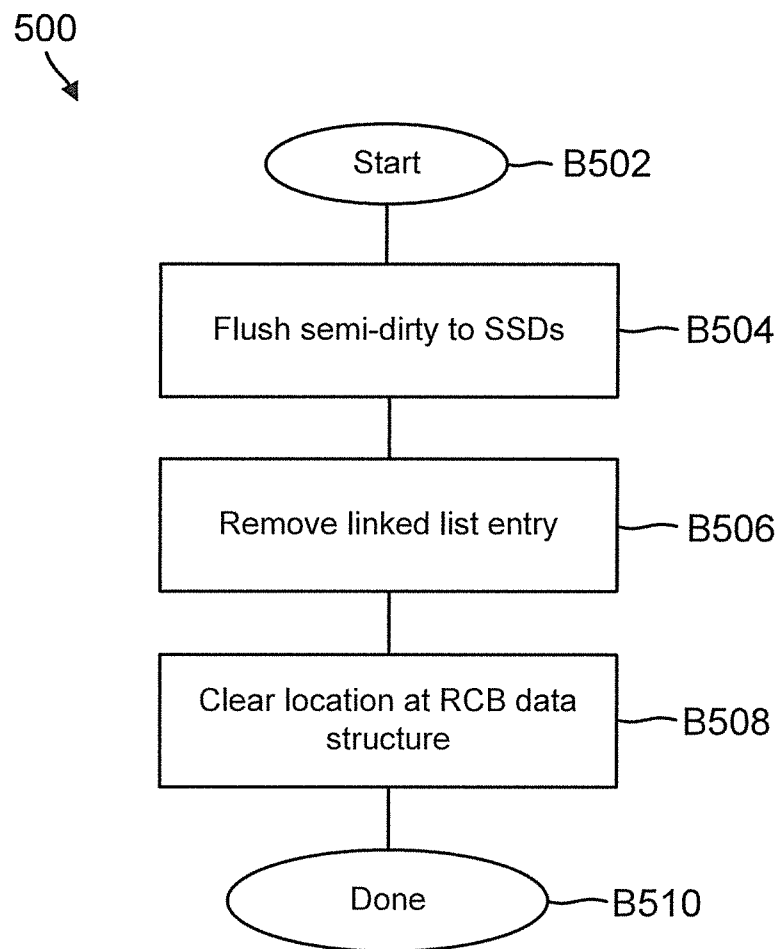 500
Start
B502
Flush semi-dirty to SSDs
B504
Remove linked list entry
B506
Clear location at RCB data
structure
B508
Done
B510